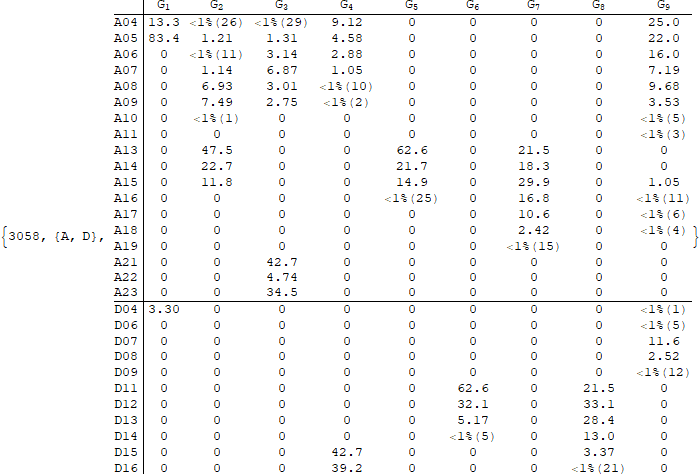 G₁ G₂ G₃ G₄ G₅ G₆ G₇ G₈ G₉
A04 13.3 <1%(26) <1%(29) 9.12 0 0 0 0 25.0
A05 83.4 1.21 1.31 4.58 0 0 0 0 22.0
A06 0 <1%(11) 3.14 2.88 0 0 0 0 16.0
A07 0 1.14 6.87 1.05 0 0 0 0 7.19
A08 0 6.93 3.01 <1%(10) 0 0 0 0 9.68
A09 0 7.49 2.75 <1%(2) 0 0 0 0 3.53
A10 0 <1%(1) 0 0 0 0 0 0 <1%(5)
A11 0 0 0 0 0 0 0 0 <1%(3)
A13 0 47.5 0 0 62.6 0 21.5 0 0
A14 0 22.7 0 0 21.7 0 18.3 0 0
A15 0 11.8 0 0 14.9 0 29.9 0 1.05
A16 0 0 0 0 <1%(25) 0 16.8 0 <1%(11)
A17 0 0 0 0 0 0 10.6 0 <1%(6)
{3058, {A, D}, A18 0 0 0 0 0 0 2.42 0 <1%(4) }
A19 0 0 0 0 0 0 <1%(15) 0 0
A21 0 0 42.7 0 0 0 0 0 0
A22 0 0 4.74 0 0 0 0 0 0
A23 0 0 34.5 0 0 0 0 0 0
D04 3.30 0 0 0 0 0 0 0 <1%(1)
D06 0 0 0 0 0 0 0 0 <1%(5)
D07 0 0 0 0 0 0 0 0 11.6
D08 0 0 0 0 0 0 0 0 2.52
D09 0 0 0 0 0 0 0 0 <1%(12)
D11 0 0 0 0 0 62.6 0 21.5 0
D12 0 0 0 0 0 32.1 0 33.1 0
D13 0 0 0 0 0 5.17 0 28.4 0
D14 0 0 0 0 0 <1%(5) 0 13.0 0
D15 0 0 0 42.7 0 0 0 3.37 0
D16 0 0 0 39.2 0 0 0 <1%(21) 0